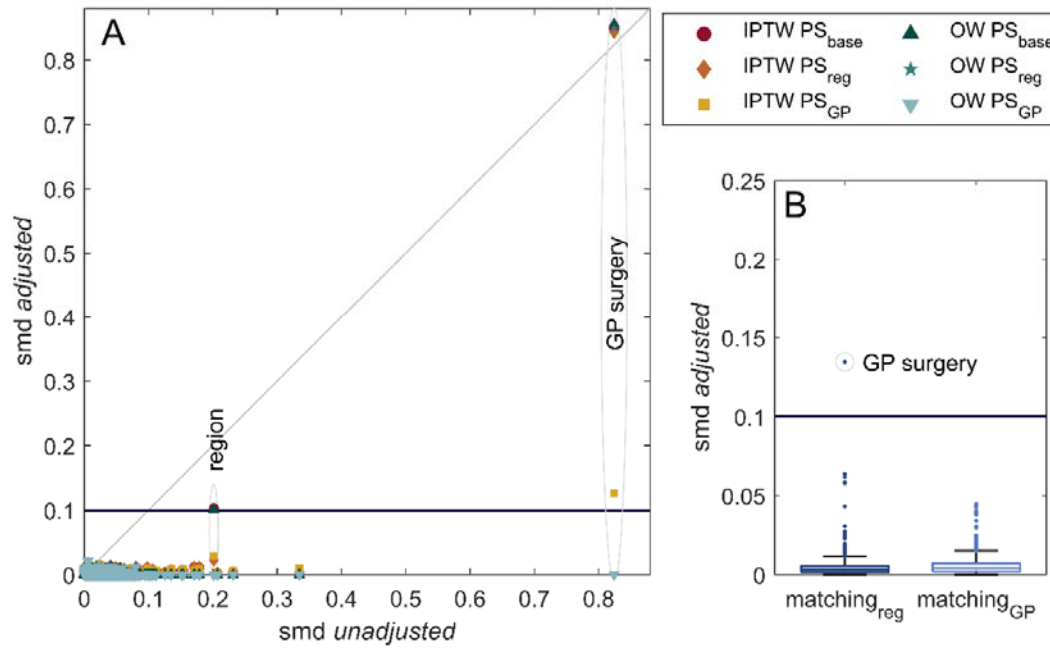 A
0.8
0.7
0.6
0.5
0.4
0.3
0.2
0.1
0
smd adjusted
region
GP surgery
0 0.1 0.2 0.3 0.4 0.5 0.6 0.7 0.8
smd unadjusted
IPTW PSbase OW PSbase
IPTW PSreg OW PSreg
IPTW PSGP OW PSGP
B
0.25
0.2
0.15
0.1
0.05
0
smd adjusted
GP surgery
matchingreg matchingGP